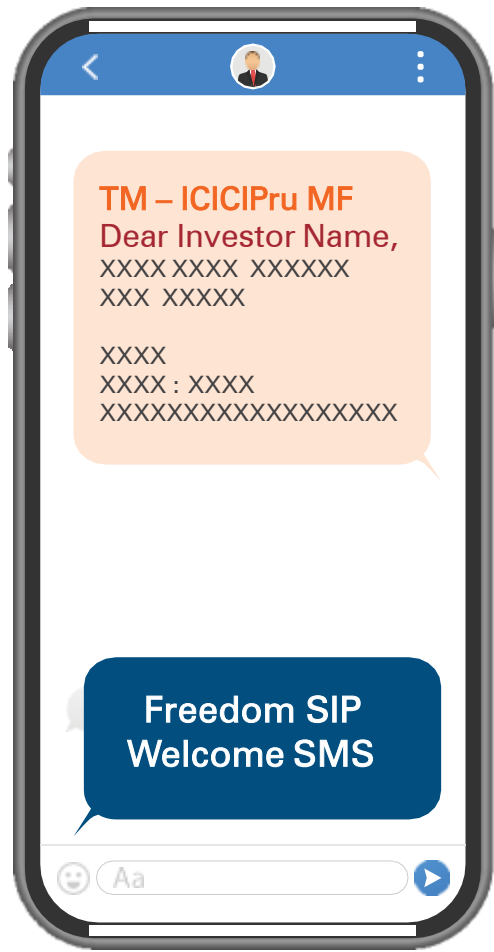 TM – ICICIPru MF
Dear Investor Name,
XXXX XXXX XXXXXX
XXX XXXXX
XXXX
XXXX : XXXX
XXXXXXXXXXXXXXXXXX
Freedom SIP
Welcome SMS
Aa